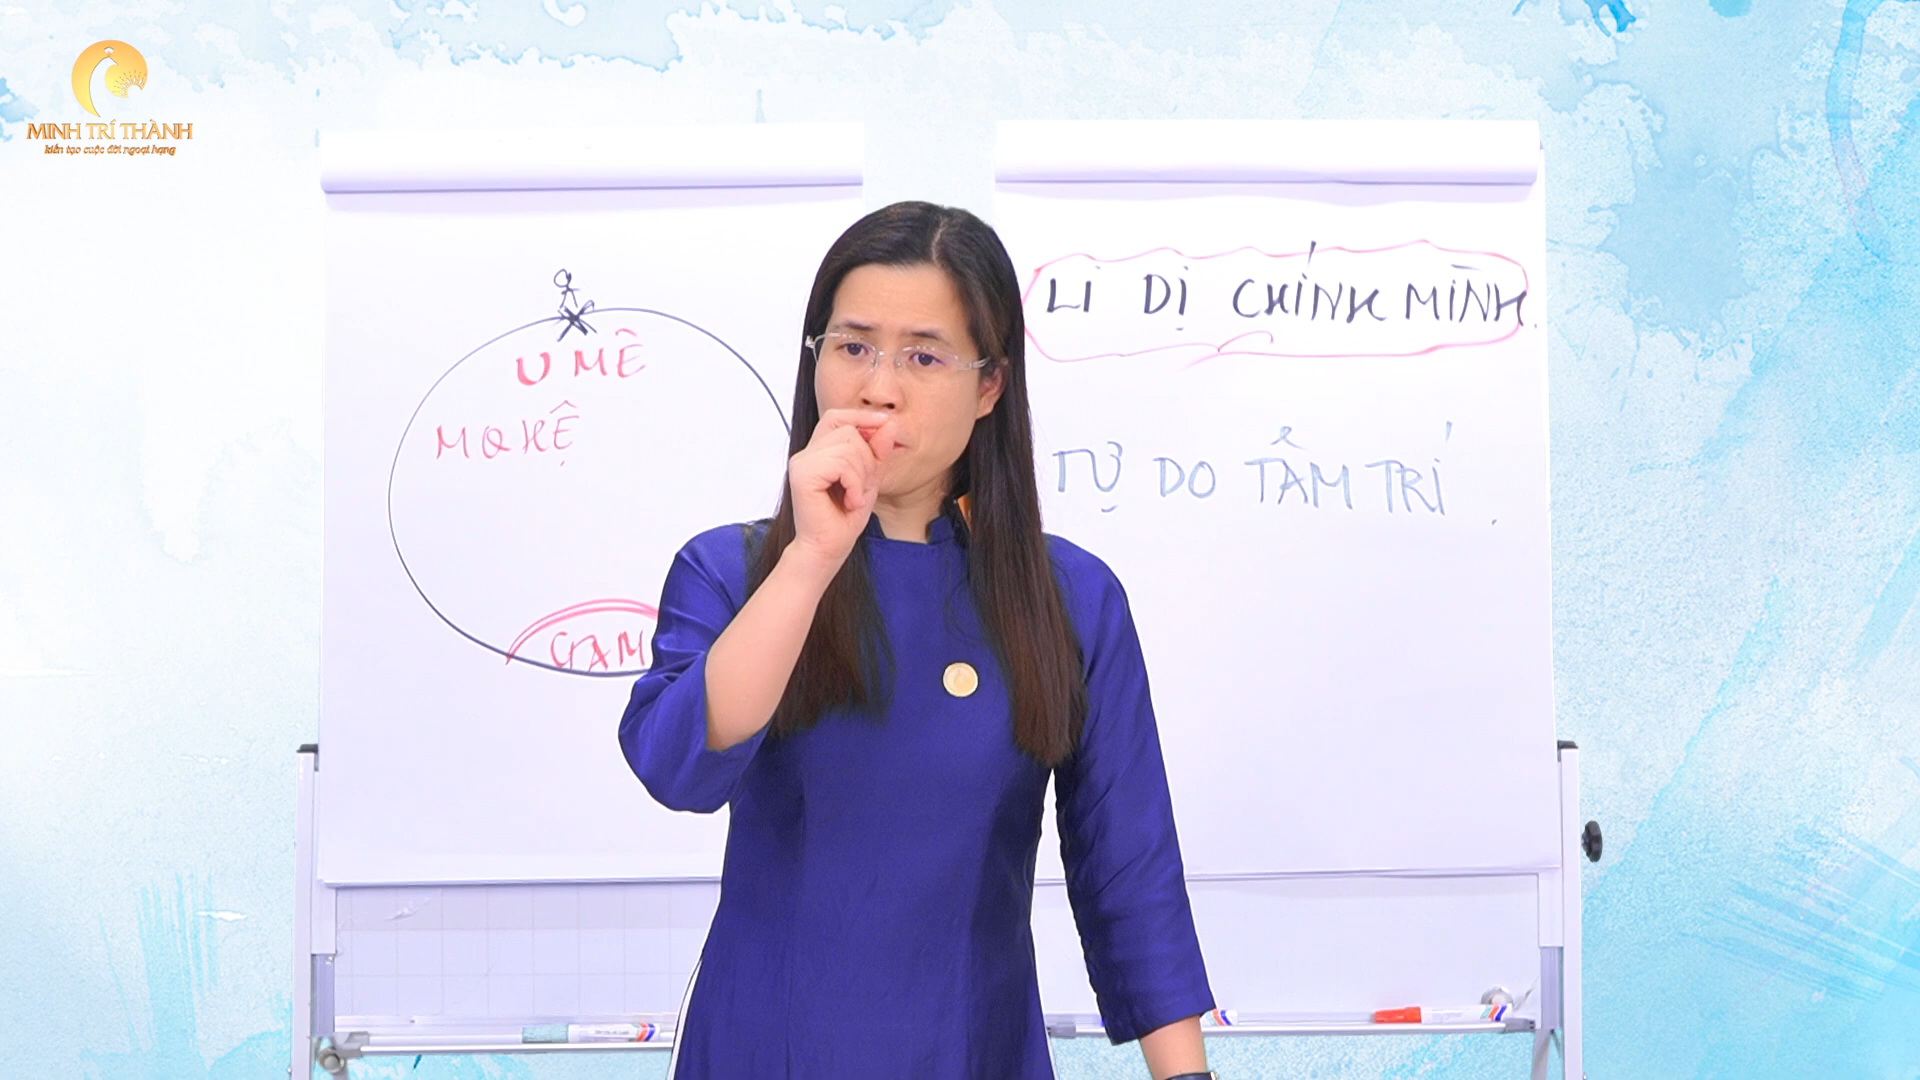 MINH TRÍ THÀNH
kiến tạo cuộc đời ngoại hạng
U MÊ
MQHỆ
LI DỊ CHÍNH MÌNH.
TỰ DO TÂM TRÍ.